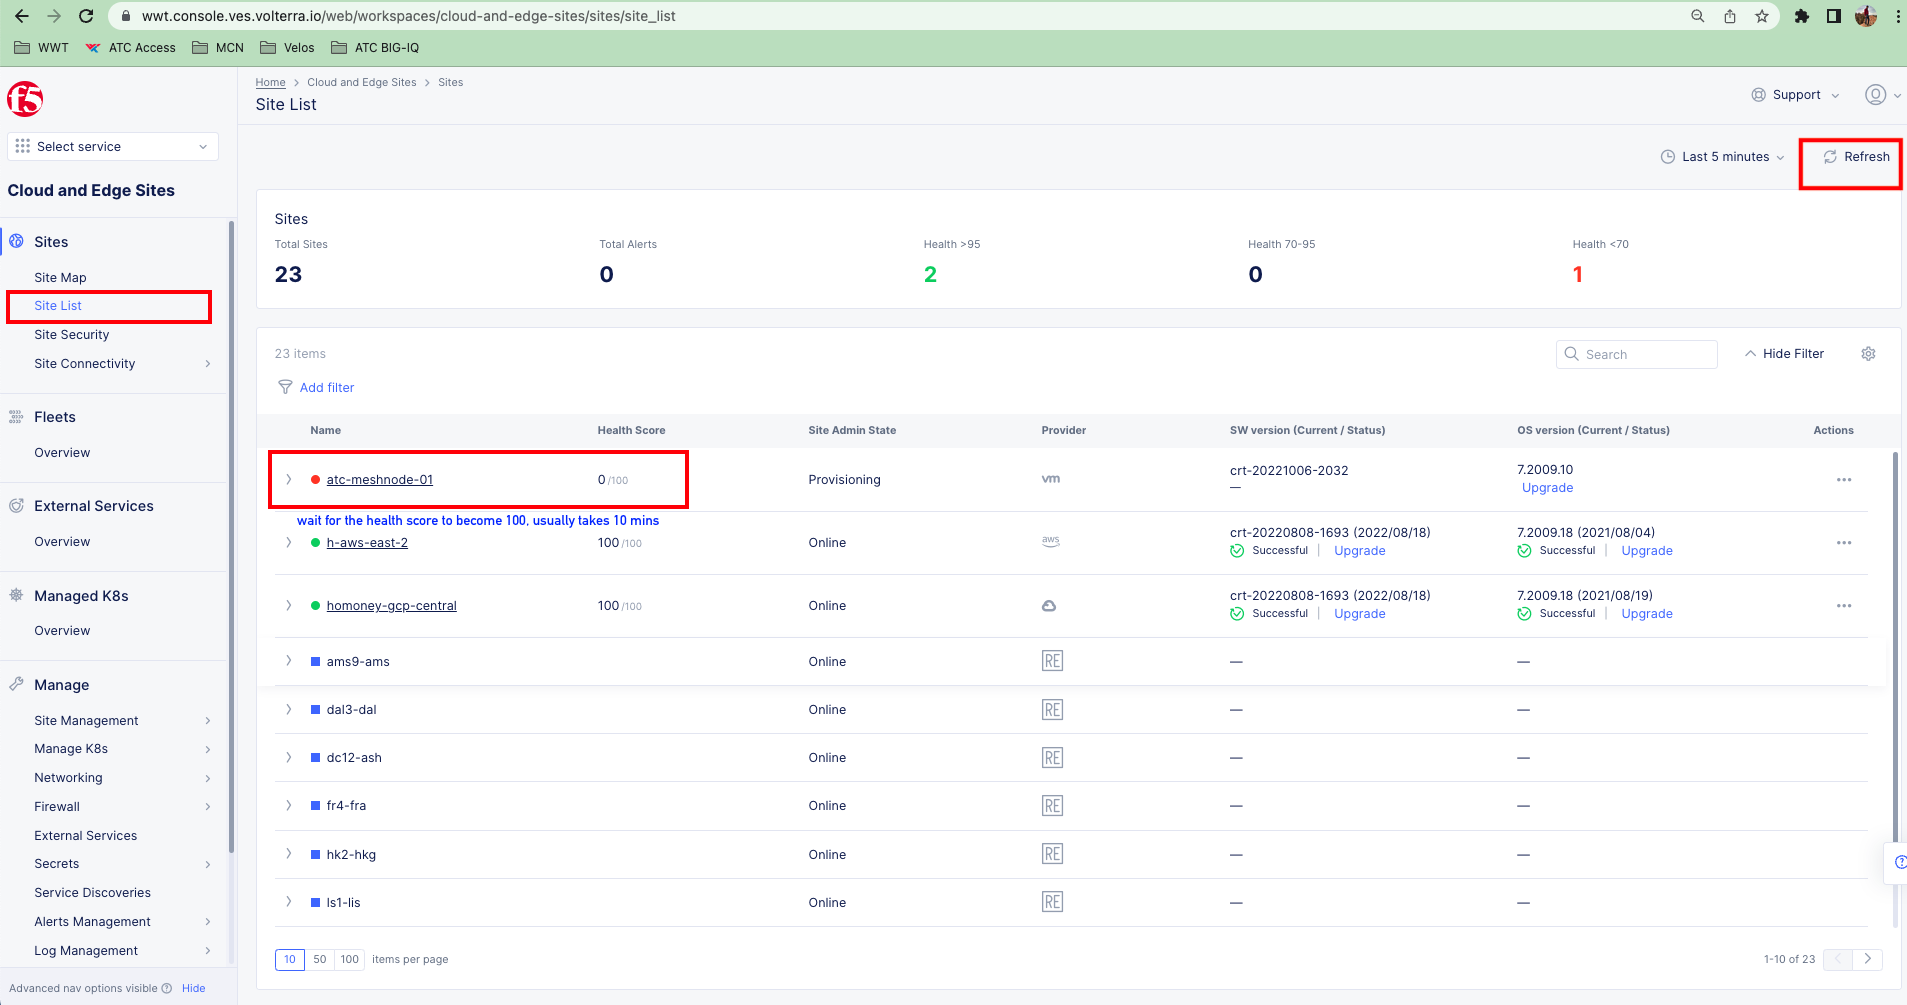 wwt.console.ves.volterra.io/web/workspaces/cloud-and-edge-sites/sites/site_list
WWT ATC Access MCN Velos ATC BIG-IQ
f5
Home > Cloud and Edge Sites > Sites
Site List
Support
Select service
Last 5 minutes
Refresh
Cloud and Edge Sites
Sites
Site Map
Site List
Site Security
Site Connectivity
Fleets
Overview
External Services
Overview
Managed K8s
Overview
Manage
Site Management
Manage K8s
Networking
Firewall
External Services
Secrets
Service Discoveries
Alerts Management
Log Management
Advanced nav options visible Hide
Sites
Total Sites Total Alerts Health >95 Health 70-95 Health <70
23 0 2 0 1
23 items
Search
Hide Filter
Add filter
Name Health Score Site Admin State Provider SW version (Current / Status) OS version (Current / Status) Actions
atc-meshnode-01 0 /100 Provisioning vm crt-20221006-2032 7.2009.10
— Upgrade
wait for the health score to become 100, usually takes 10 mins
h-aws-east-2 100 /100 Online aws crt-20220808-1693 (2022/08/18) 7.2009.18 (2021/08/04)
Successful | Upgrade Successful | Upgrade
homoney-gcp-central 100 /100 Online crt-20220808-1693 (2022/08/18) 7.2009.18 (2021/08/19)
Successful | Upgrade Successful | Upgrade
ams9-ams Online RE — —
dal3-dal Online RE — —
dc12-ash Online RE — —
fr4-fra Online RE — —
hk2-hkg Online RE — —
ls1-lis Online RE — —
10 50 100 items per page
1-10 of 23